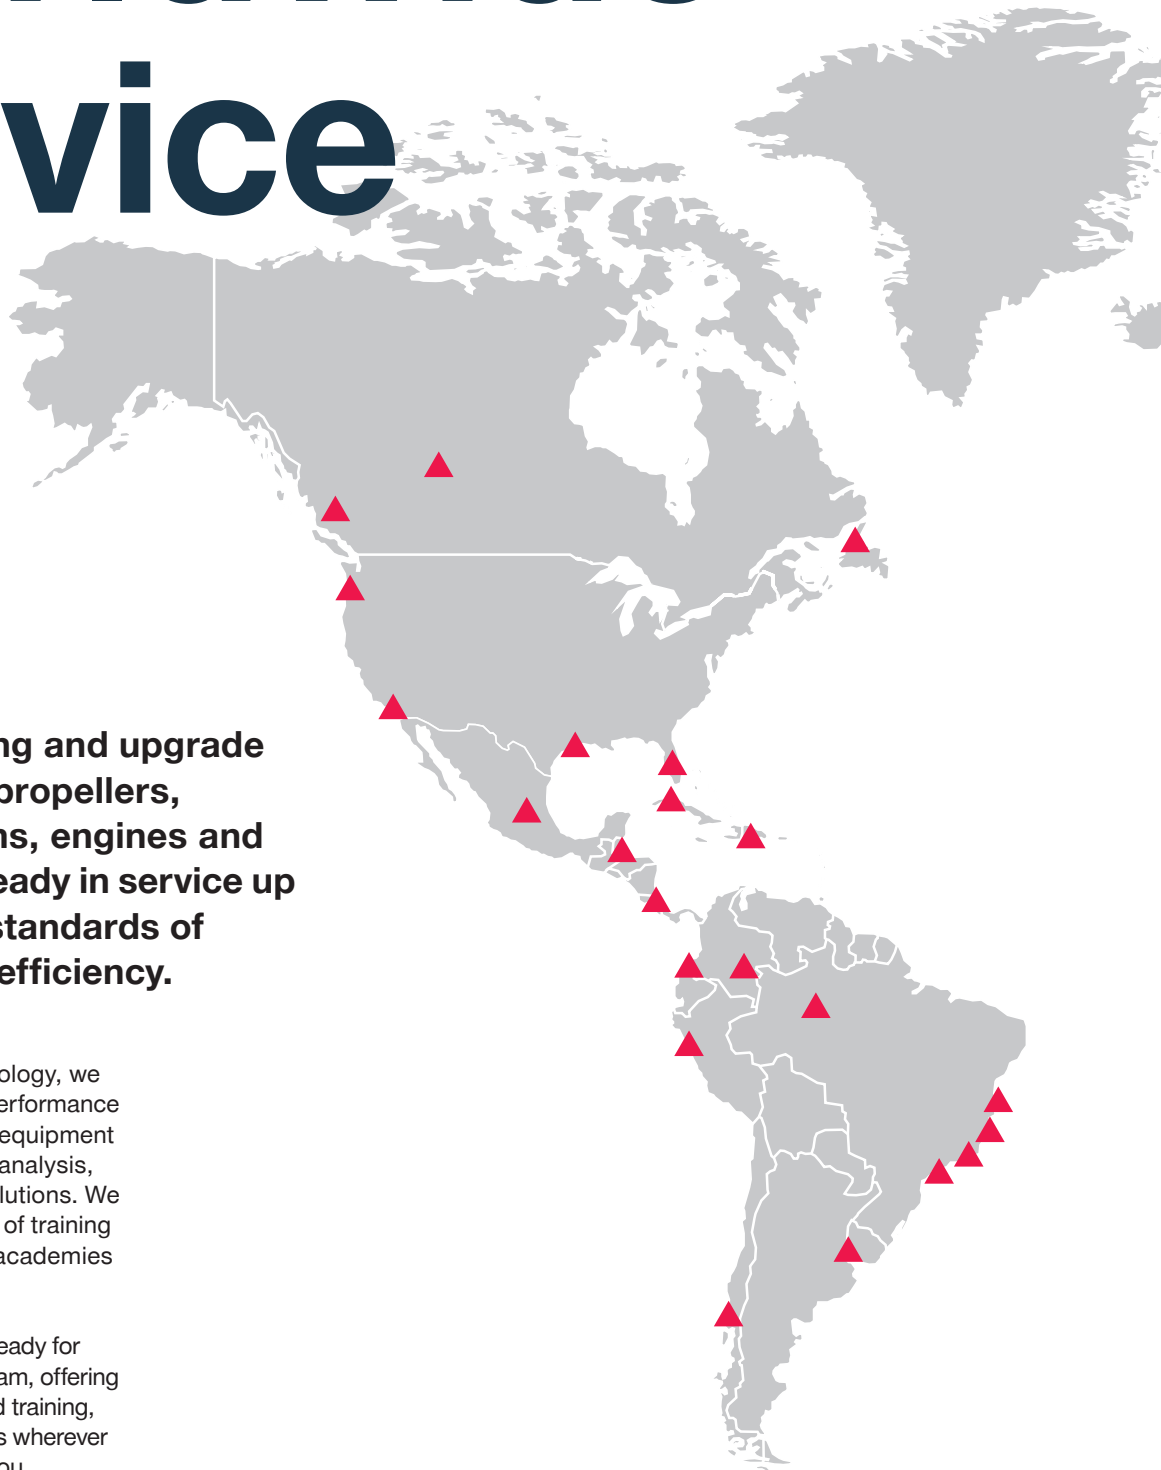 vice
ng and upgrade
propellers,
ns, engines and
eady in service up
standards of
efficiency.
ology, we
erformance
equipment
analysis,
lutions. We
of training
academies
eady for
am, offering
d training,
s wherever